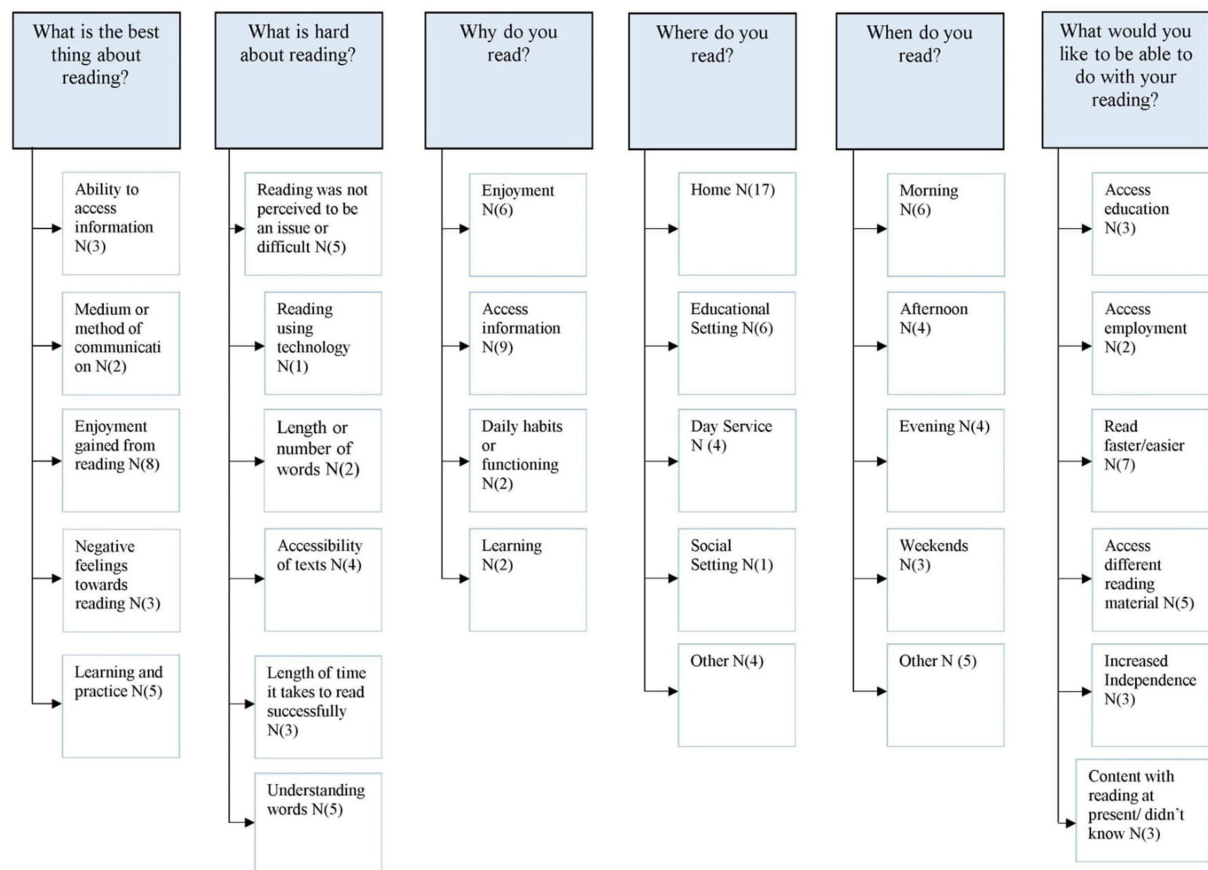 What is the best
thing about
reading?
Ability to
access
information
N(3)
Medium or
method of
communicati
on N(2)
Enjoyment
gained from
reading N(8)
Negative
feelings
towards
reading N(3)
Learning and
practice N(5)
What is hard
about reading?
Reading was not
perceived to be
an issue or
difficult N(5)
Reading
using
technology
N(1)
Length or
number of
words N(2)
Accessibility
of texts N(4)
Length of time
it takes to read
successfully
N(3)
Understanding
words N(5)
Why do you
read?
Enjoyment
N(6)
Access
information
N(9)
Daily habits
or
functioning
N(2)
Learning
N(2)
Where do you
read?
Home N(17)
Educational
Setting N(6)
Day Service
N (4)
Social
Setting N(1)
Other N(4)
When do you
read?
Morning
N(6)
Afternoon
N(4)
Evening N(4)
Weekends
N(3)
Other N (5)
What would you
like to be able to
do with your
reading?
Access
education
N(3)
Access
employment
N(2)
Read
faster/easier
N(7)
Access
different
reading
material N(5)
Increased
Independence
N(3)
Content with
reading at
present/ didn't
know N(3)